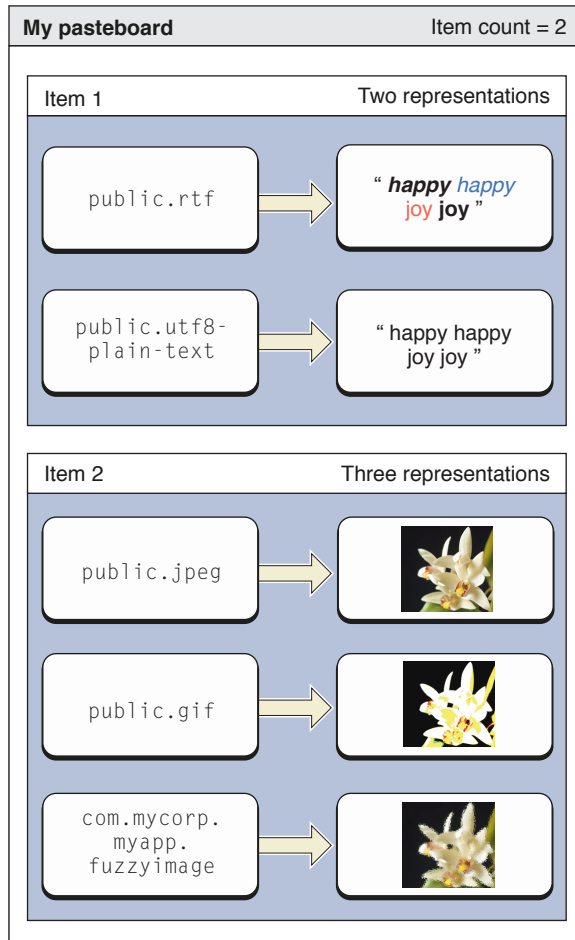 My pasteboard Item count = 2
Item 1 Two representations
public.rtf
“ happy happy
joy joy ”
public.utf8-
plain-text
“ happy happy
joy joy ”
Item 2 Three representations
public.jpeg
public.gif
com.mycorp.
myapp.
fuzzyimage